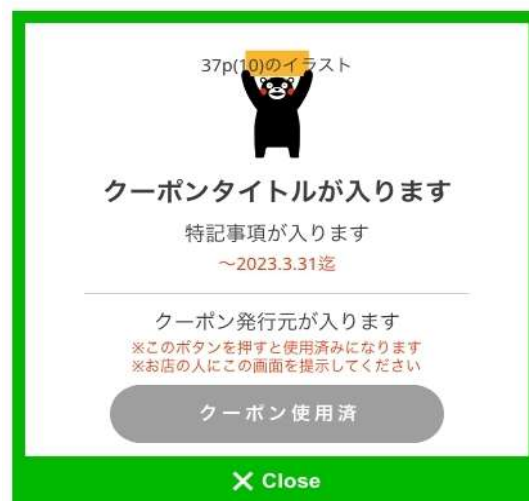 37p(10)のイラスト
クーポンタイトルが入ります
特記事項が入ります
～2023.3.31迄
クーポン発行元が入ります
※このボタンを押すと使用済みになります
※お店の人にこの画面を提示してください
クーポン使用済
× Close